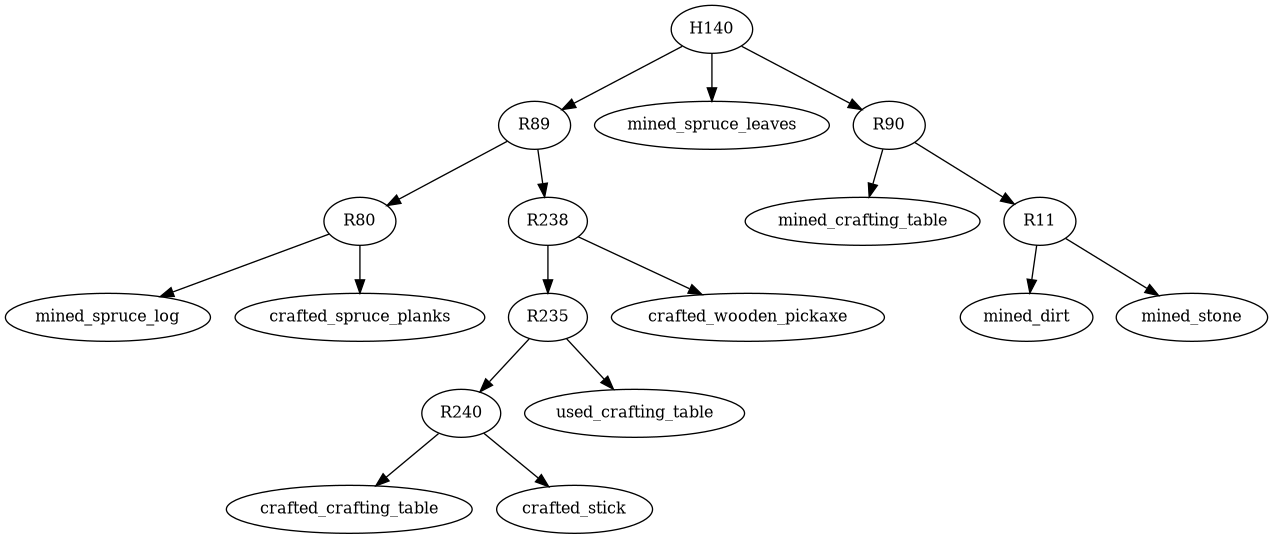 H140
R89
mined_spruce_leaves
R90
R80
R238
mined_crafting_table
R11
mined_spruce_log
crafted_spruce_planks
R235
crafted_wooden_pickaxe
mined_dirt
mined_stone
R240
used_crafting_table
crafted_crafting_table
crafted_stick